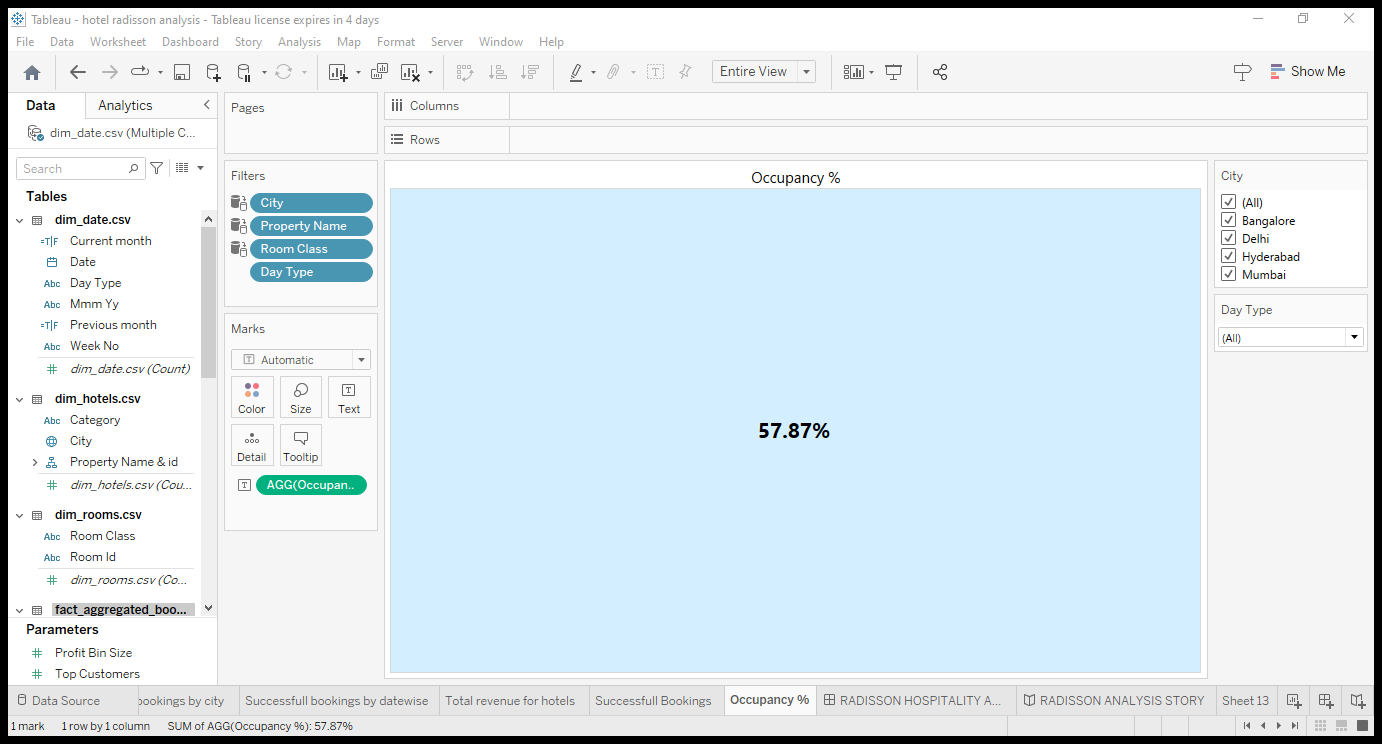 Tableau - hotel radisson analysis - Tableau license expires in 4 days
File Data Worksheet Dashboard Story Analysis Map Format Server Window Help
Entire View
Show Me
Data Analytics
dim_date.csv (Multiple C...
Search
Tables
dim_date.csv
=T|F Current month
Date
Abc Day Type
Abc Mmm Yy
=T|F Previous month
Abc Week No
# dim_date.csv (Count)
dim_hotels.csv
Abc Category
City
Property Name & id
# dim_hotels.csv (Cou...
dim_rooms.csv
Abc Room Class
Abc Room Id
# dim_rooms.csv (Co...
fact_aggregated_boo...
Parameters
# Profit Bin Size
# Top Customers
Pages
Filters
City
Property Name
Room Class
Day Type
Marks
T Automatic
Color Size Text
Detail Tooltip
T AGG(Occupan..
Columns
Rows
Occupancy %
57.87%
City
(All)
Bangalore
Delhi
Hyderabad
Mumbai
Day Type
(All)
Data Source bookings by city Successfull bookings by datewise Total revenue for hotels Successfull Bookings Occupancy % RADISSON HOSPITALITY A... RADISSON ANALYSIS STORY Sheet 13
1 mark 1 row by 1 column SUM of AGG(Occupancy %): 57.87%